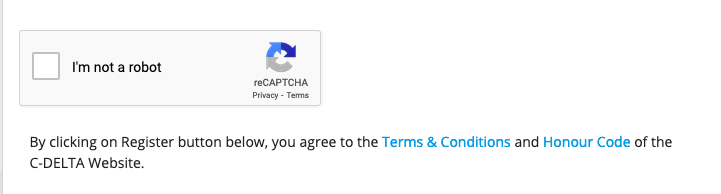 I'm not a robot
reCAPTCHA
Privacy - Terms
By clicking on Register button below, you agree to the Terms & Conditions and Honour Code of the
C-DELTA Website.